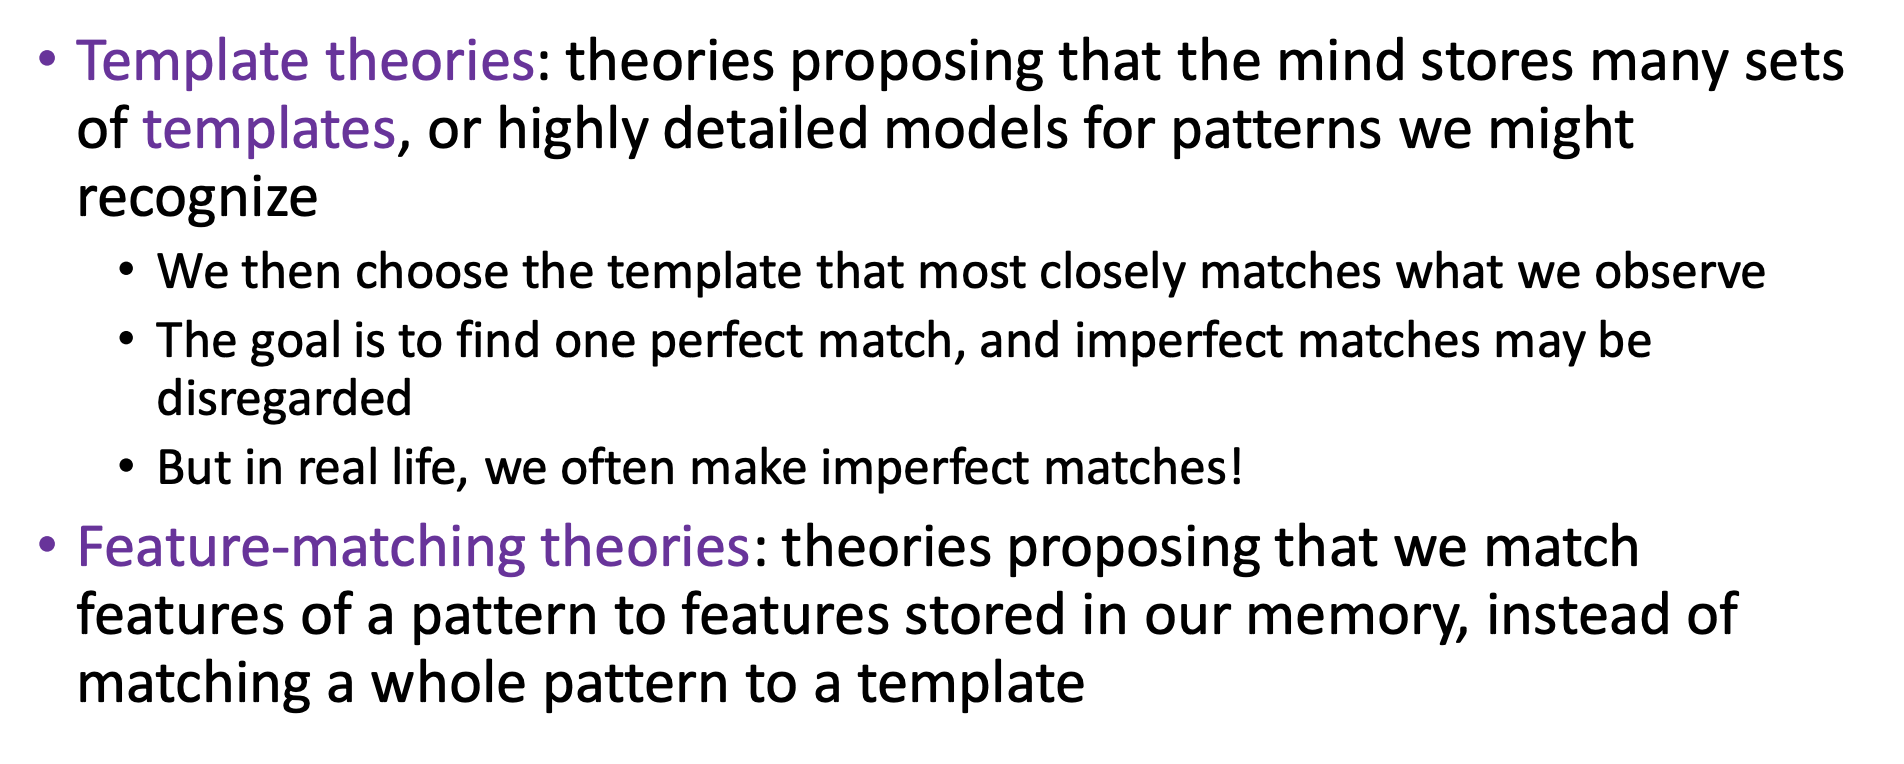 • Template theories: theories proposing that the mind stores many sets
of templates, or highly detailed models for patterns we might
recognize
• We then choose the template that most closely matches what we observe
• The goal is to find one perfect match, and imperfect matches may be
disregarded
• But in real life, we often make imperfect matches!
• Feature-matching theories: theories proposing that we match
features of a pattern to features stored in our memory, instead of
matching a whole pattern to a template